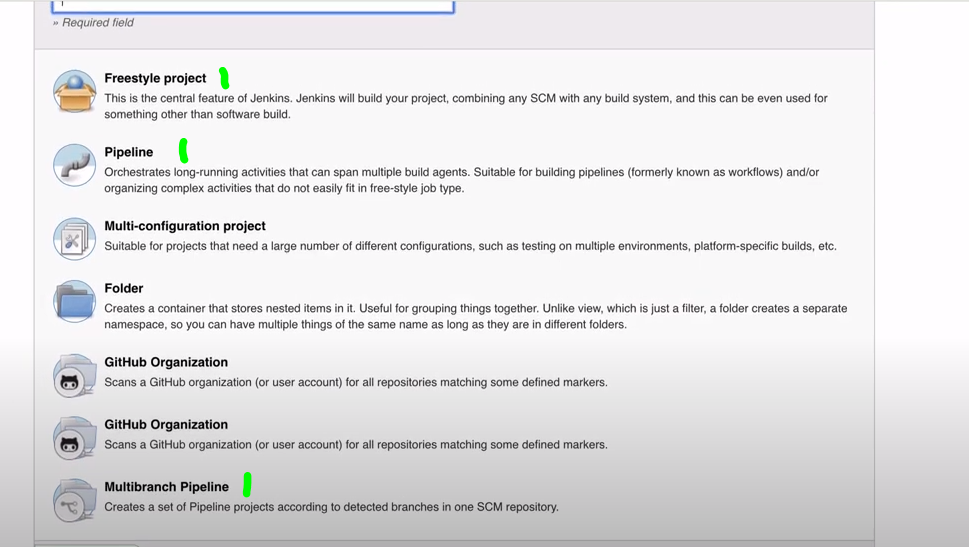 » Required field
Freestyle project
This is the central feature of Jenkins. Jenkins will build your project, combining any SCM with any build system, and this can be even used for
something other than software build.
Pipeline
Orchestrates long-running activities that can span multiple build agents. Suitable for building pipelines (formerly known as workflows) and/or
organizing complex activities that do not easily fit in free-style job type.
Multi-configuration project
Suitable for projects that need a large number of different configurations, such as testing on multiple environments, platform-specific builds, etc.
Folder
Creates a container that stores nested items in it. Useful for grouping things together. Unlike view, which is just a filter, a folder creates a separate
namespace, so you can have multiple things of the same name as long as they are in different folders.
GitHub Organization
Scans a GitHub organization (or user account) for all repositories matching some defined markers.
GitHub Organization
Scans a GitHub organization (or user account) for all repositories matching some defined markers.
Multibranch Pipeline
Creates a set of Pipeline projects according to detected branches in one SCM repository.